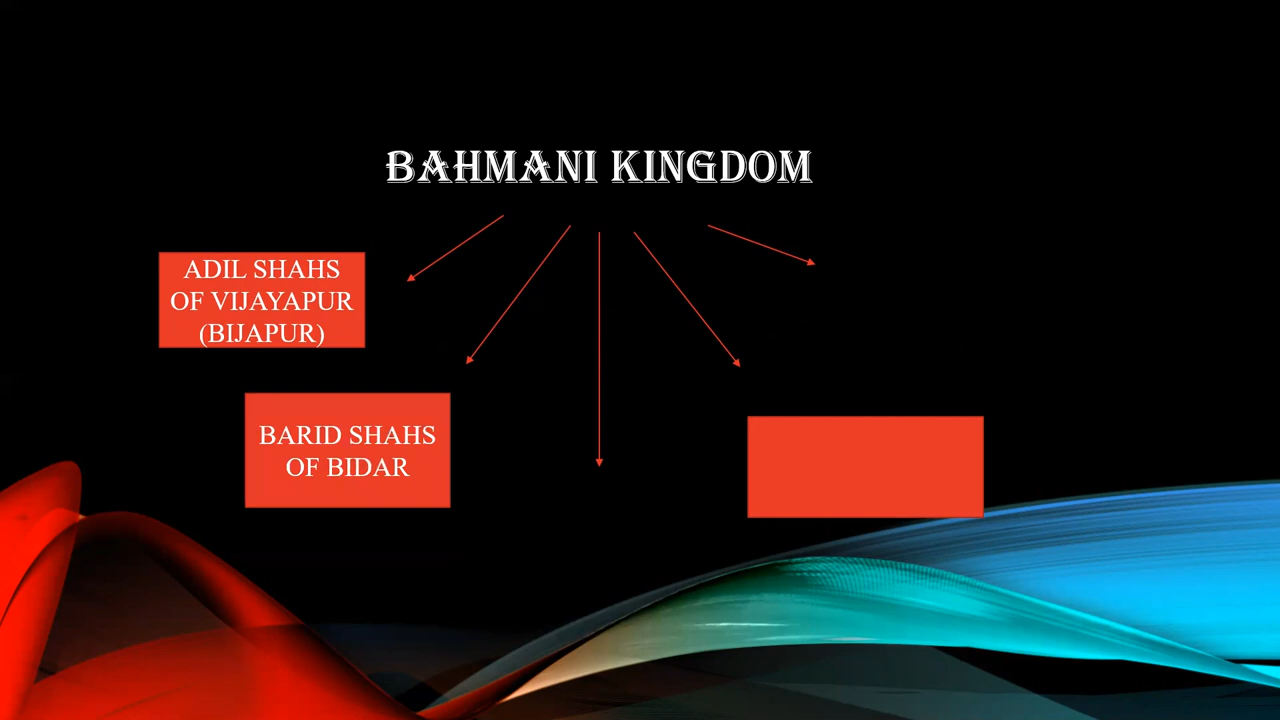 BAHMANI KINGDOM
ADIL SHAHS
OF VIJAYAPUR
(BIJAPUR)
BARID SHAHS
OF BIDAR